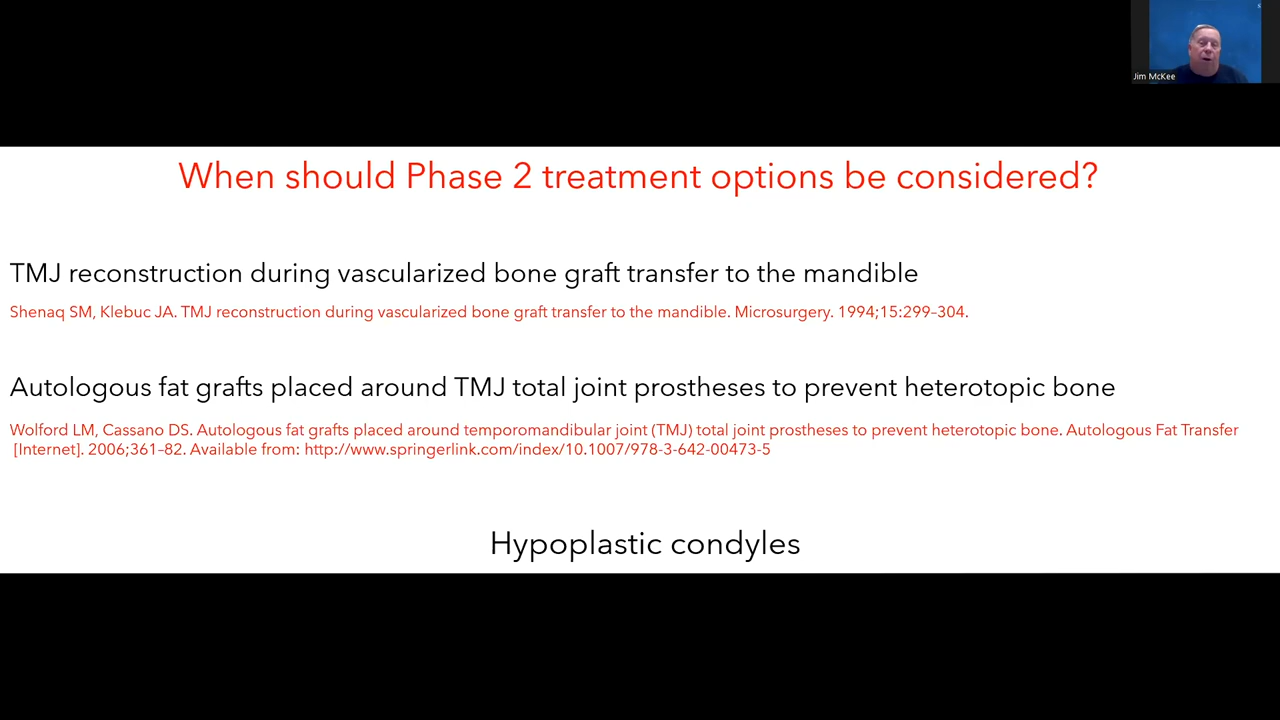 Jim McKee
When should Phase 2 treatment options be considered?
TMJ reconstruction during vascularized bone graft transfer to the mandible
Shenaq SM, Klebuc JA. TMJ reconstruction during vascularized bone graft transfer to the mandible. Microsurgery. 1994;15:299–304.
Autologous fat grafts placed around TMJ total joint prostheses to prevent heterotopic bone
Wolford LM, Cassano DS. Autologous fat grafts placed around temporomandibular joint (TMJ) total joint prostheses to prevent heterotopic bone. Autologous Fat Transfer
[Internet]. 2006;361–82. Available from: http://www.springerlink.com/index/10.1007/978-3-642-00473-5
Hypoplastic condyles